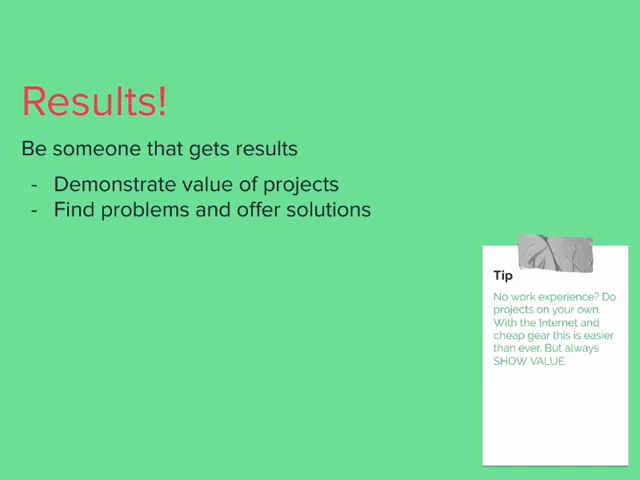 Results!
Be someone that gets results
- Demonstrate value of projects
- Find problems and offer solutions
Tip
No work experience? Do
projects on your own.
With the Internet and
cheap gear this is easier
than ever. But always
SHOW VALUE.